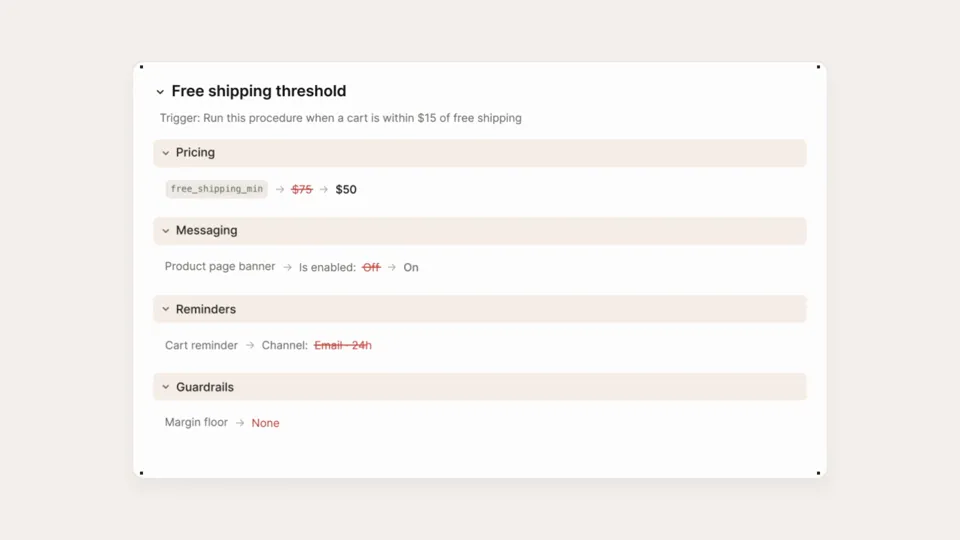 Free shipping threshold
Trigger: Run this procedure when a cart is within $15 of free shipping
Pricing
free_shipping_min → $75 → $50
Messaging
Product page banner → Is enabled: Off → On
Reminders
Cart reminder → Channel: Email · 24h
Guardrails
Margin floor → None